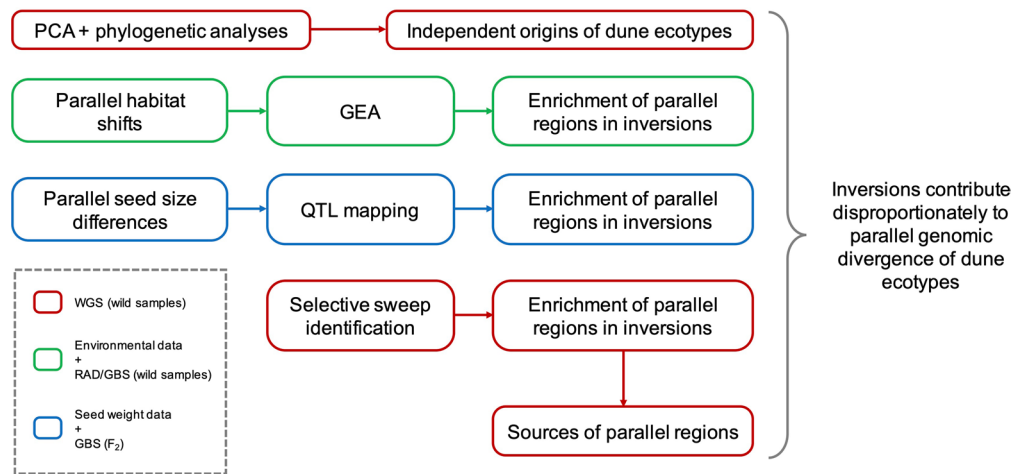 PCA + phylogenetic analyses
Independent origins of dune ecotypes
Parallel habitat
shifts
GEA
Enrichment of parallel
regions in inversions
Parallel seed size
differences
QTL mapping
Enrichment of parallel
regions in inversions
Selective sweep
identification
Enrichment of parallel
regions in inversions
Sources of parallel regions
Inversions contribute
disproportionately to
parallel genomic
divergence of dune
ecotypes
WGS (wild samples)
Environmental data
+
RAD/GBS (wild samples)
Seed weight data
+
GBS (F₂)